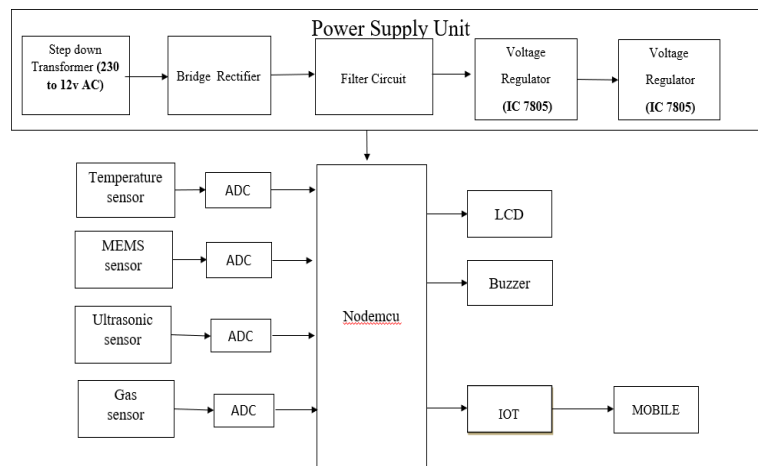 Power Supply Unit
Step down
Transformer (230
to 12v AC)
Bridge Rectifier
Filter Circuit
Voltage
Regulator
(IC 7805)
Voltage
Regulator
(IC 7805)
Temperature
sensor
ADC
MEMS
sensor
ADC
Ultrasonic
sensor
ADC
Gas
sensor
ADC
Nodemcu
LCD
Buzzer
IOT
MOBILE